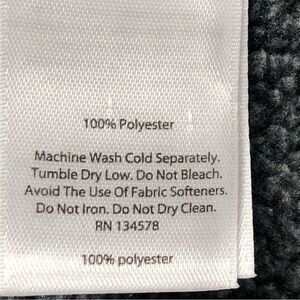 100% Polyester
Machine Wash Cold Separately.
Tumble Dry Low. Do Not Bleach.
Avoid The Use Of Fabric Softeners.
Do Not Iron. Do Not Dry Clean.
RN 134578
100% polyester